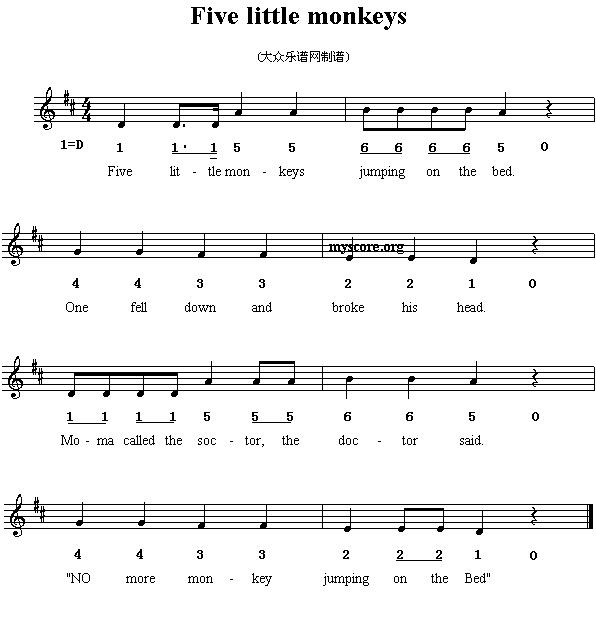 Five little monkeys
(大众乐谱网制谱)
4
4
1=D 1 1· 1 5 5 6 6 6 6 5 0
Five lit - tle mon - keys jumping on the bed.
myscore.org
4 4 3 3 2 2 1 0
One fell down and broke his head.
1 1 1 1 5 5 5 6 6 5 0
Mo - ma called the soc - tor, the doc - tor said.
4 4 3 3 2 2 2 1 0
"NO more mon - key jumping on the Bed"